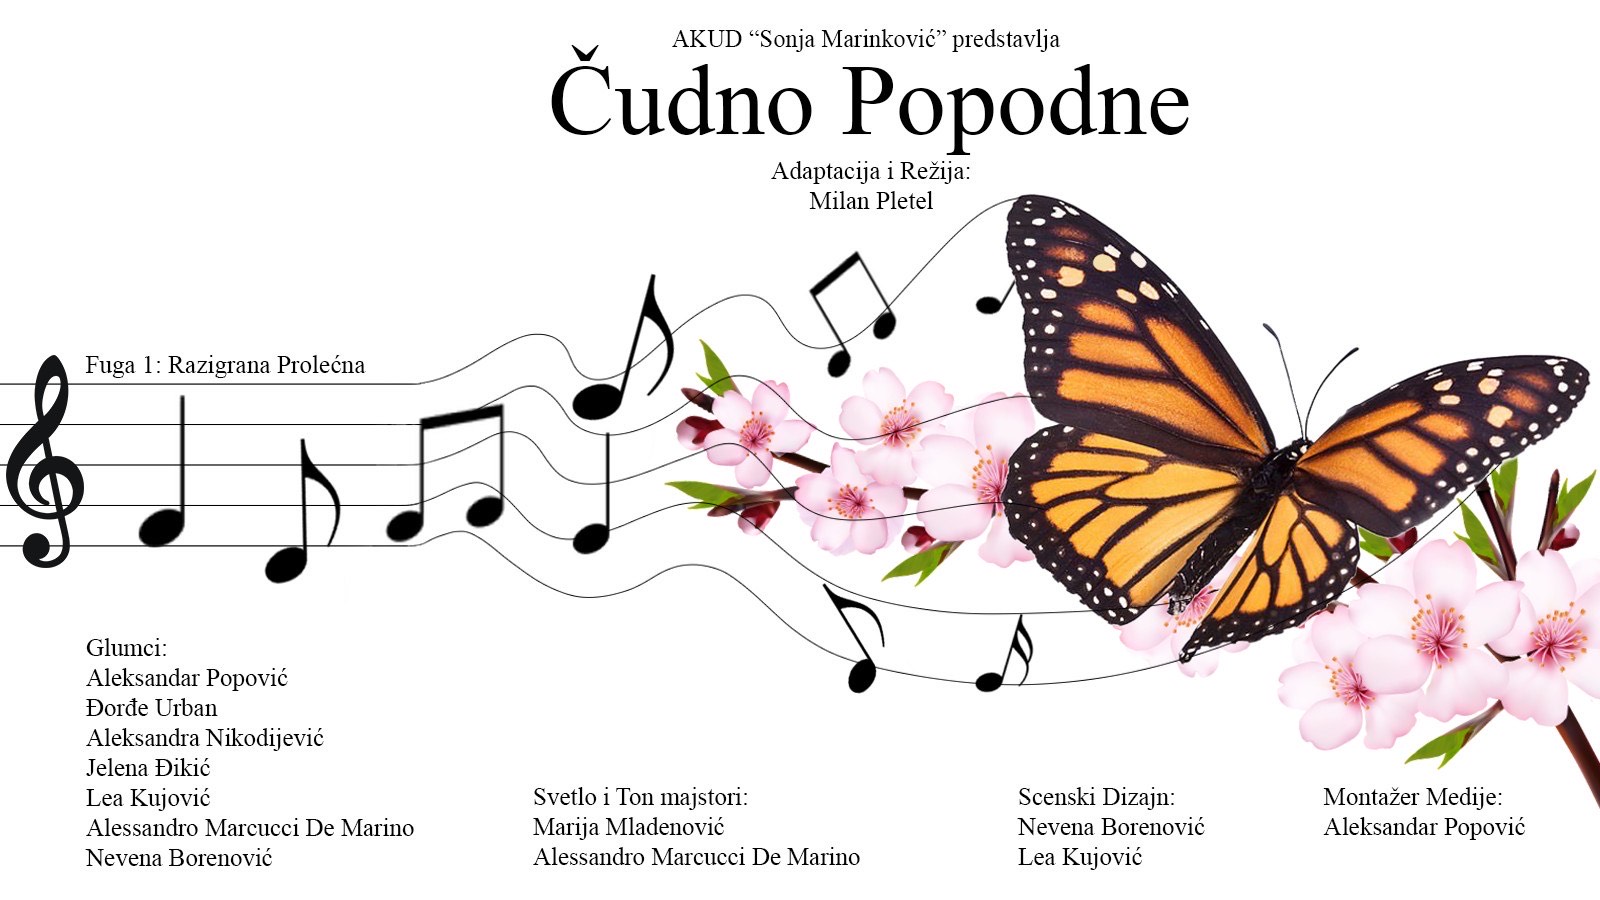 AKUD “Sonja Marinković” predstavlja
Čudno Popodne
Adaptacija i Režija:
Milan Pletel
Fuga 1: Razigrana Prolećna
Glumci:
Aleksandar Popović
Đorđe Urban
Aleksandra Nikodijević
Jelena Đikić
Lea Kujović
Alessandro Marcucci De Marino
Nevena Borenović
Svetlo i Ton majstori:
Marija Mladenović
Alessandro Marcucci De Marino
Scenski Dizajn:
Nevena Borenović
Lea Kujović
Montažer Medije:
Aleksandar Popović